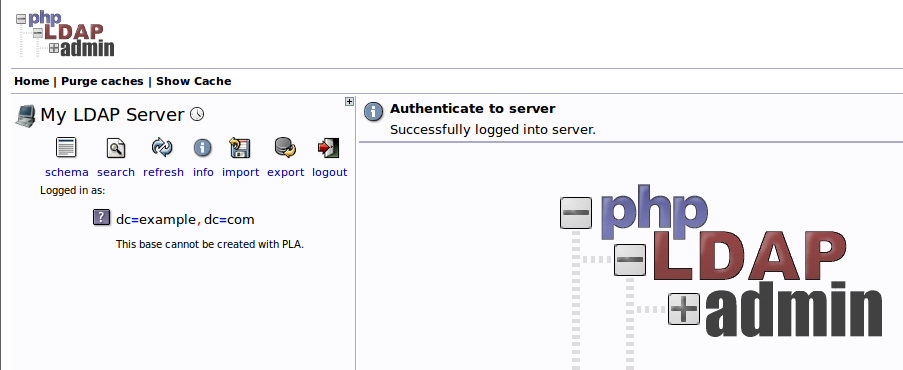 php
LDAP
admin
Home | Purge caches | Show Cache
My LDAP Server
schema search refresh info import export logout
Logged in as:
dc=example,dc=com
This base cannot be created with PLA.
Authenticate to server
Successfully logged into server.
php
LDAP
admin